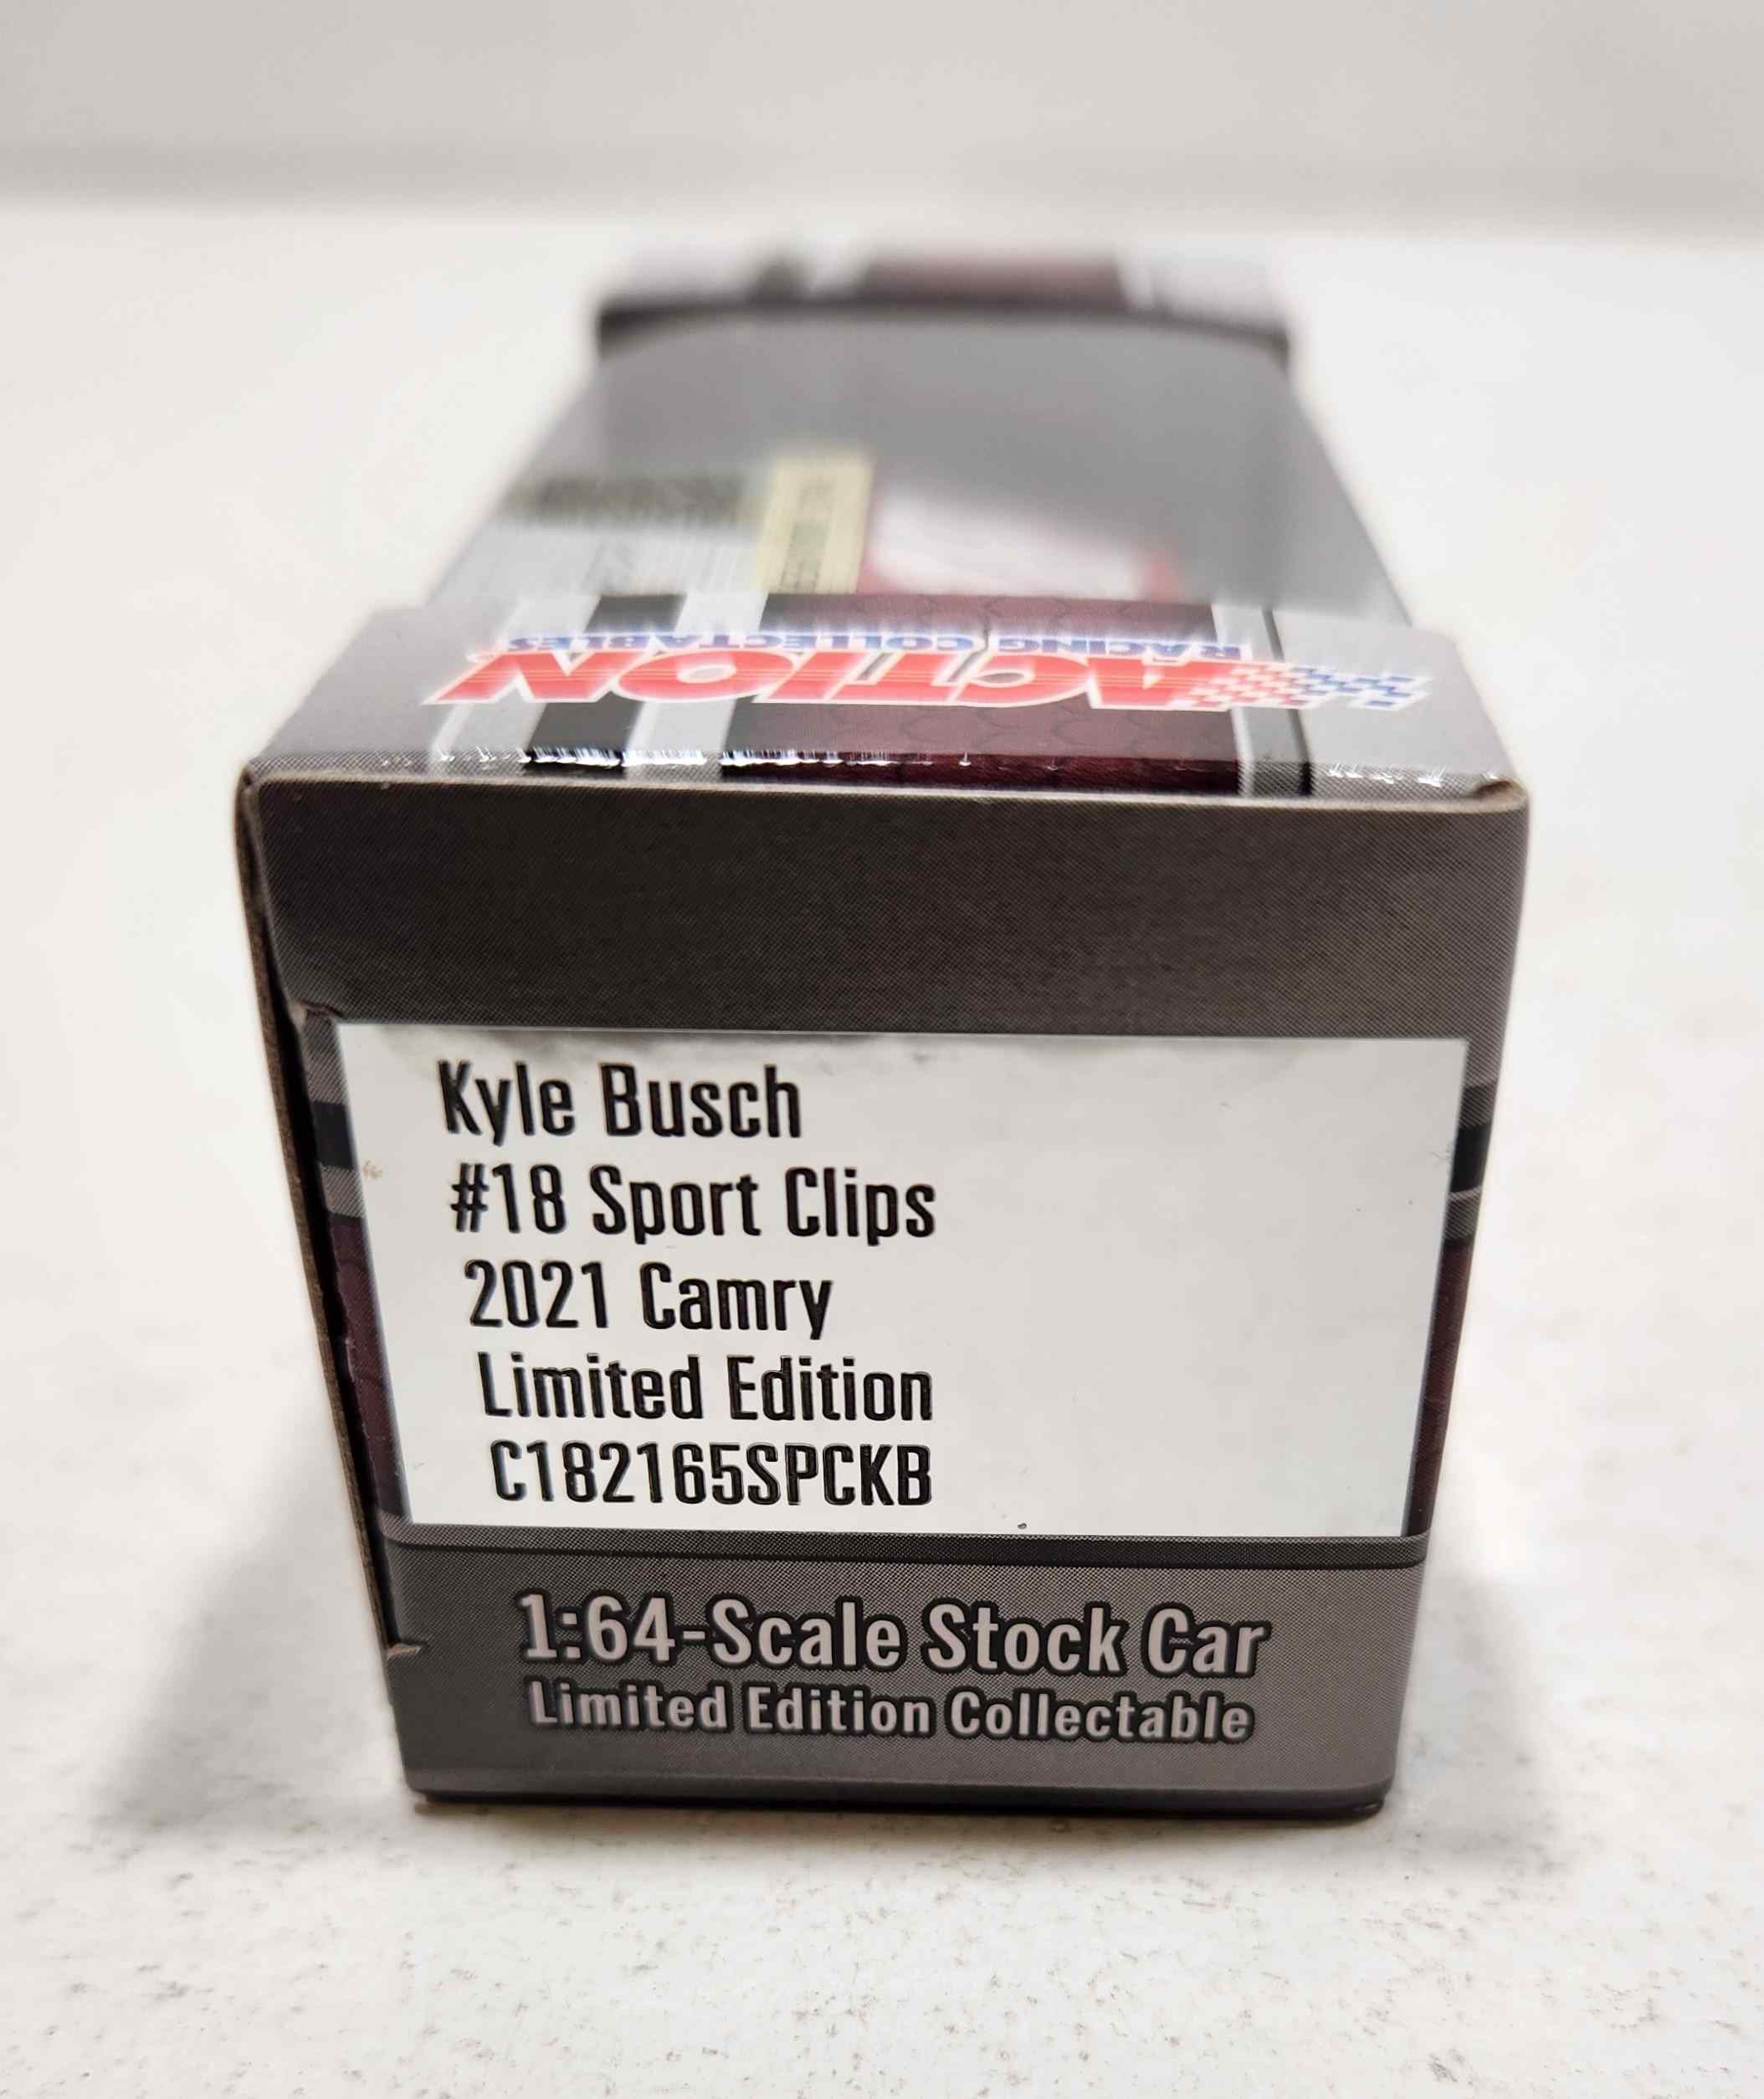 ACTION
RACING COLLECTABLES
Kyle Busch
#18 Sport Clips
2021 Camry
Limited Edition
C182165SPCKB
1:64-Scale Stock Car
Limited Edition Collectable